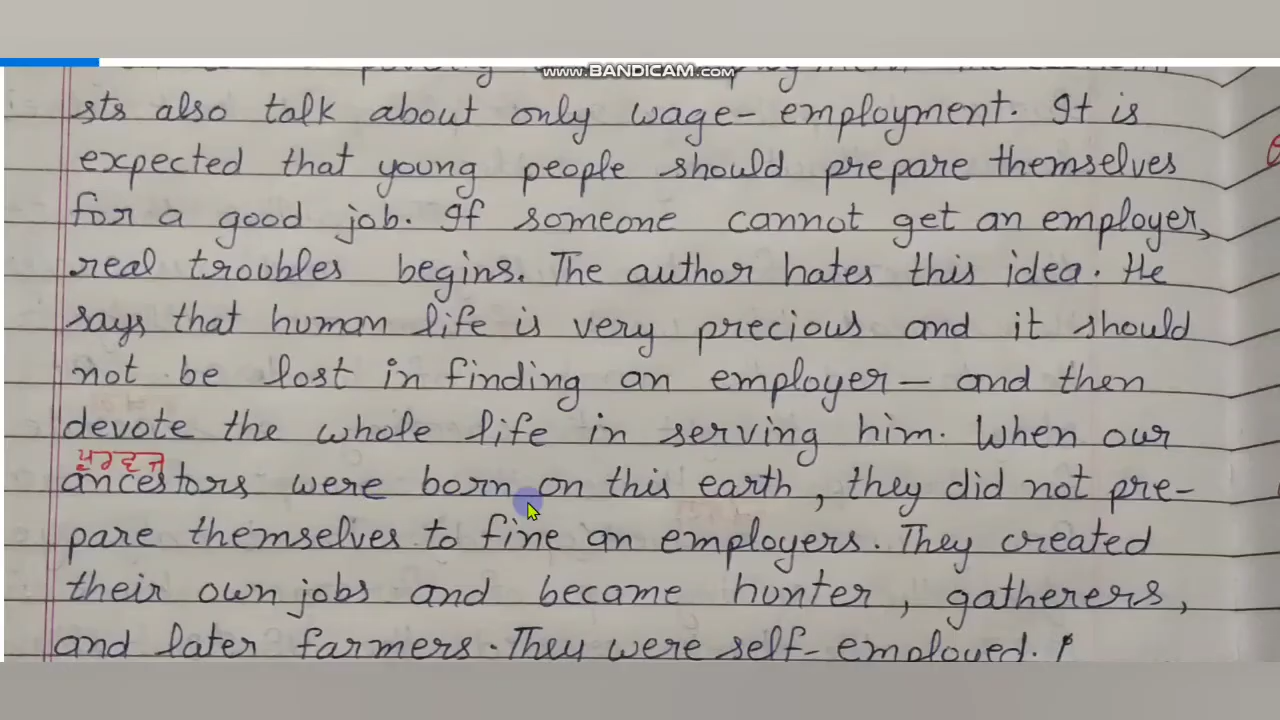 www.BANDICAM.com
sts also talk about only wage-employment. It is
expected that young people should prepare themselves
for a good job. If someone cannot get an employer,
real troubles begins. The author hates this idea. He
says that human life is very precious and it should
not be lost in finding an employer- and then
devote the whole life in serving him. When our
ਪੂਰਵਜ
ancestors were born on this earth, they did not pre-
pare themselves to fine an employers. They created
their own jobs and became hunter, gatherers,
and later farmers. They were self-employed.